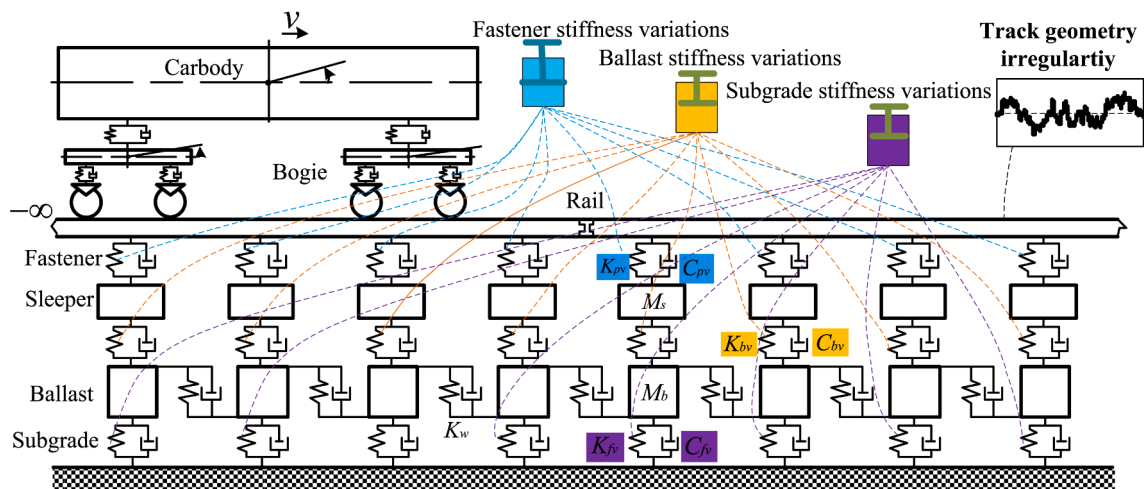 v
Fastener stiffness variations
Ballast stiffness variations
Subgrade stiffness variations
Track geometry
irregulartiy
Carbody
Bogie
Rail
−∞
Fastener
Kpv
Cpv
Sleeper
Ms
Kbv
Cbv
Ballast
Mb
Kw
Subgrade
Kfv
Cfv